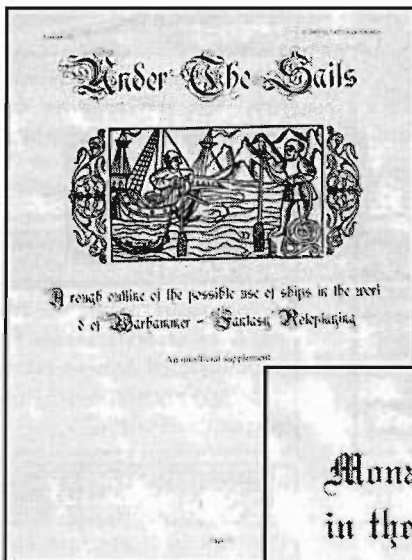 Under The Sails
A rough outline of the possible use of ships in the worl
d of Warhammer - Fantasy Roleplaying
An unofficial supplement
Mona
in the